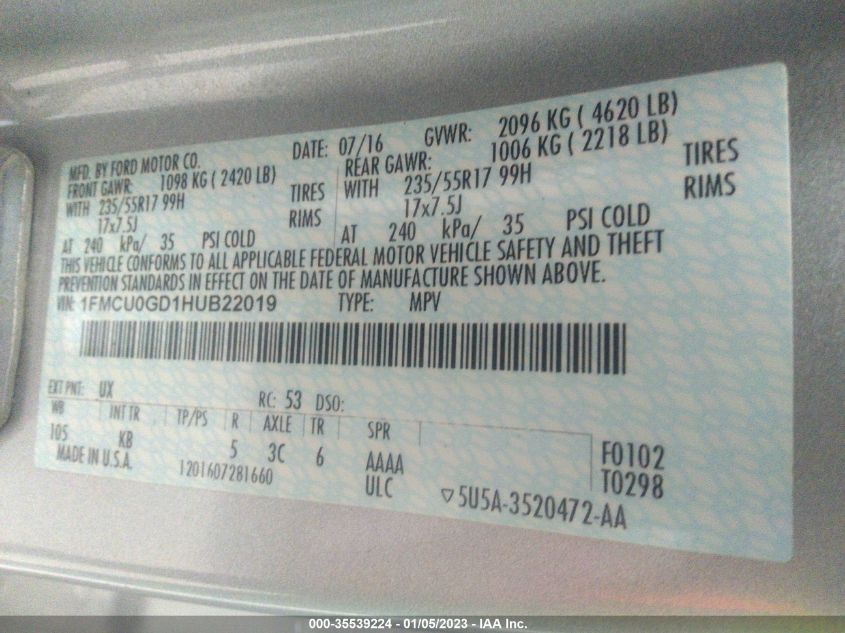 MFD. BY FORD MOTOR CO. DATE: 07/16 GVWR: 2096 KG ( 4620 LB)
FRONT GAWR: 1098 KG ( 2420 LB) REAR GAWR: 1006 KG ( 2218 LB)
WITH 235/55R17 99H TIRES WITH 235/55R17 99H TIRES
17x7.5J RIMS 17x7.5J RIMS
AT 240 kPa/ 35 PSI COLD AT 240 kPa/ 35 PSI COLD
THIS VEHICLE CONFORMS TO ALL APPLICABLE FEDERAL MOTOR VEHICLE SAFETY AND THEFT
PREVENTION STANDARDS IN EFFECT ON THE DATE OF MANUFACTURE SHOWN ABOVE.
VIN: 1FMCU0GD1HUB22019 TYPE: MPV
EXT PNT: UX RC: 53 DSO:
WB INT TR TP/PS R AXLE TR SPR
105 KB 5 3C 6 AAAA F0102
MADE IN U.S.A. 1201607281660 ULC T0298
▽5U5A-3520472-AA
000-35539224 - 01/05/2023 - IAA Inc.